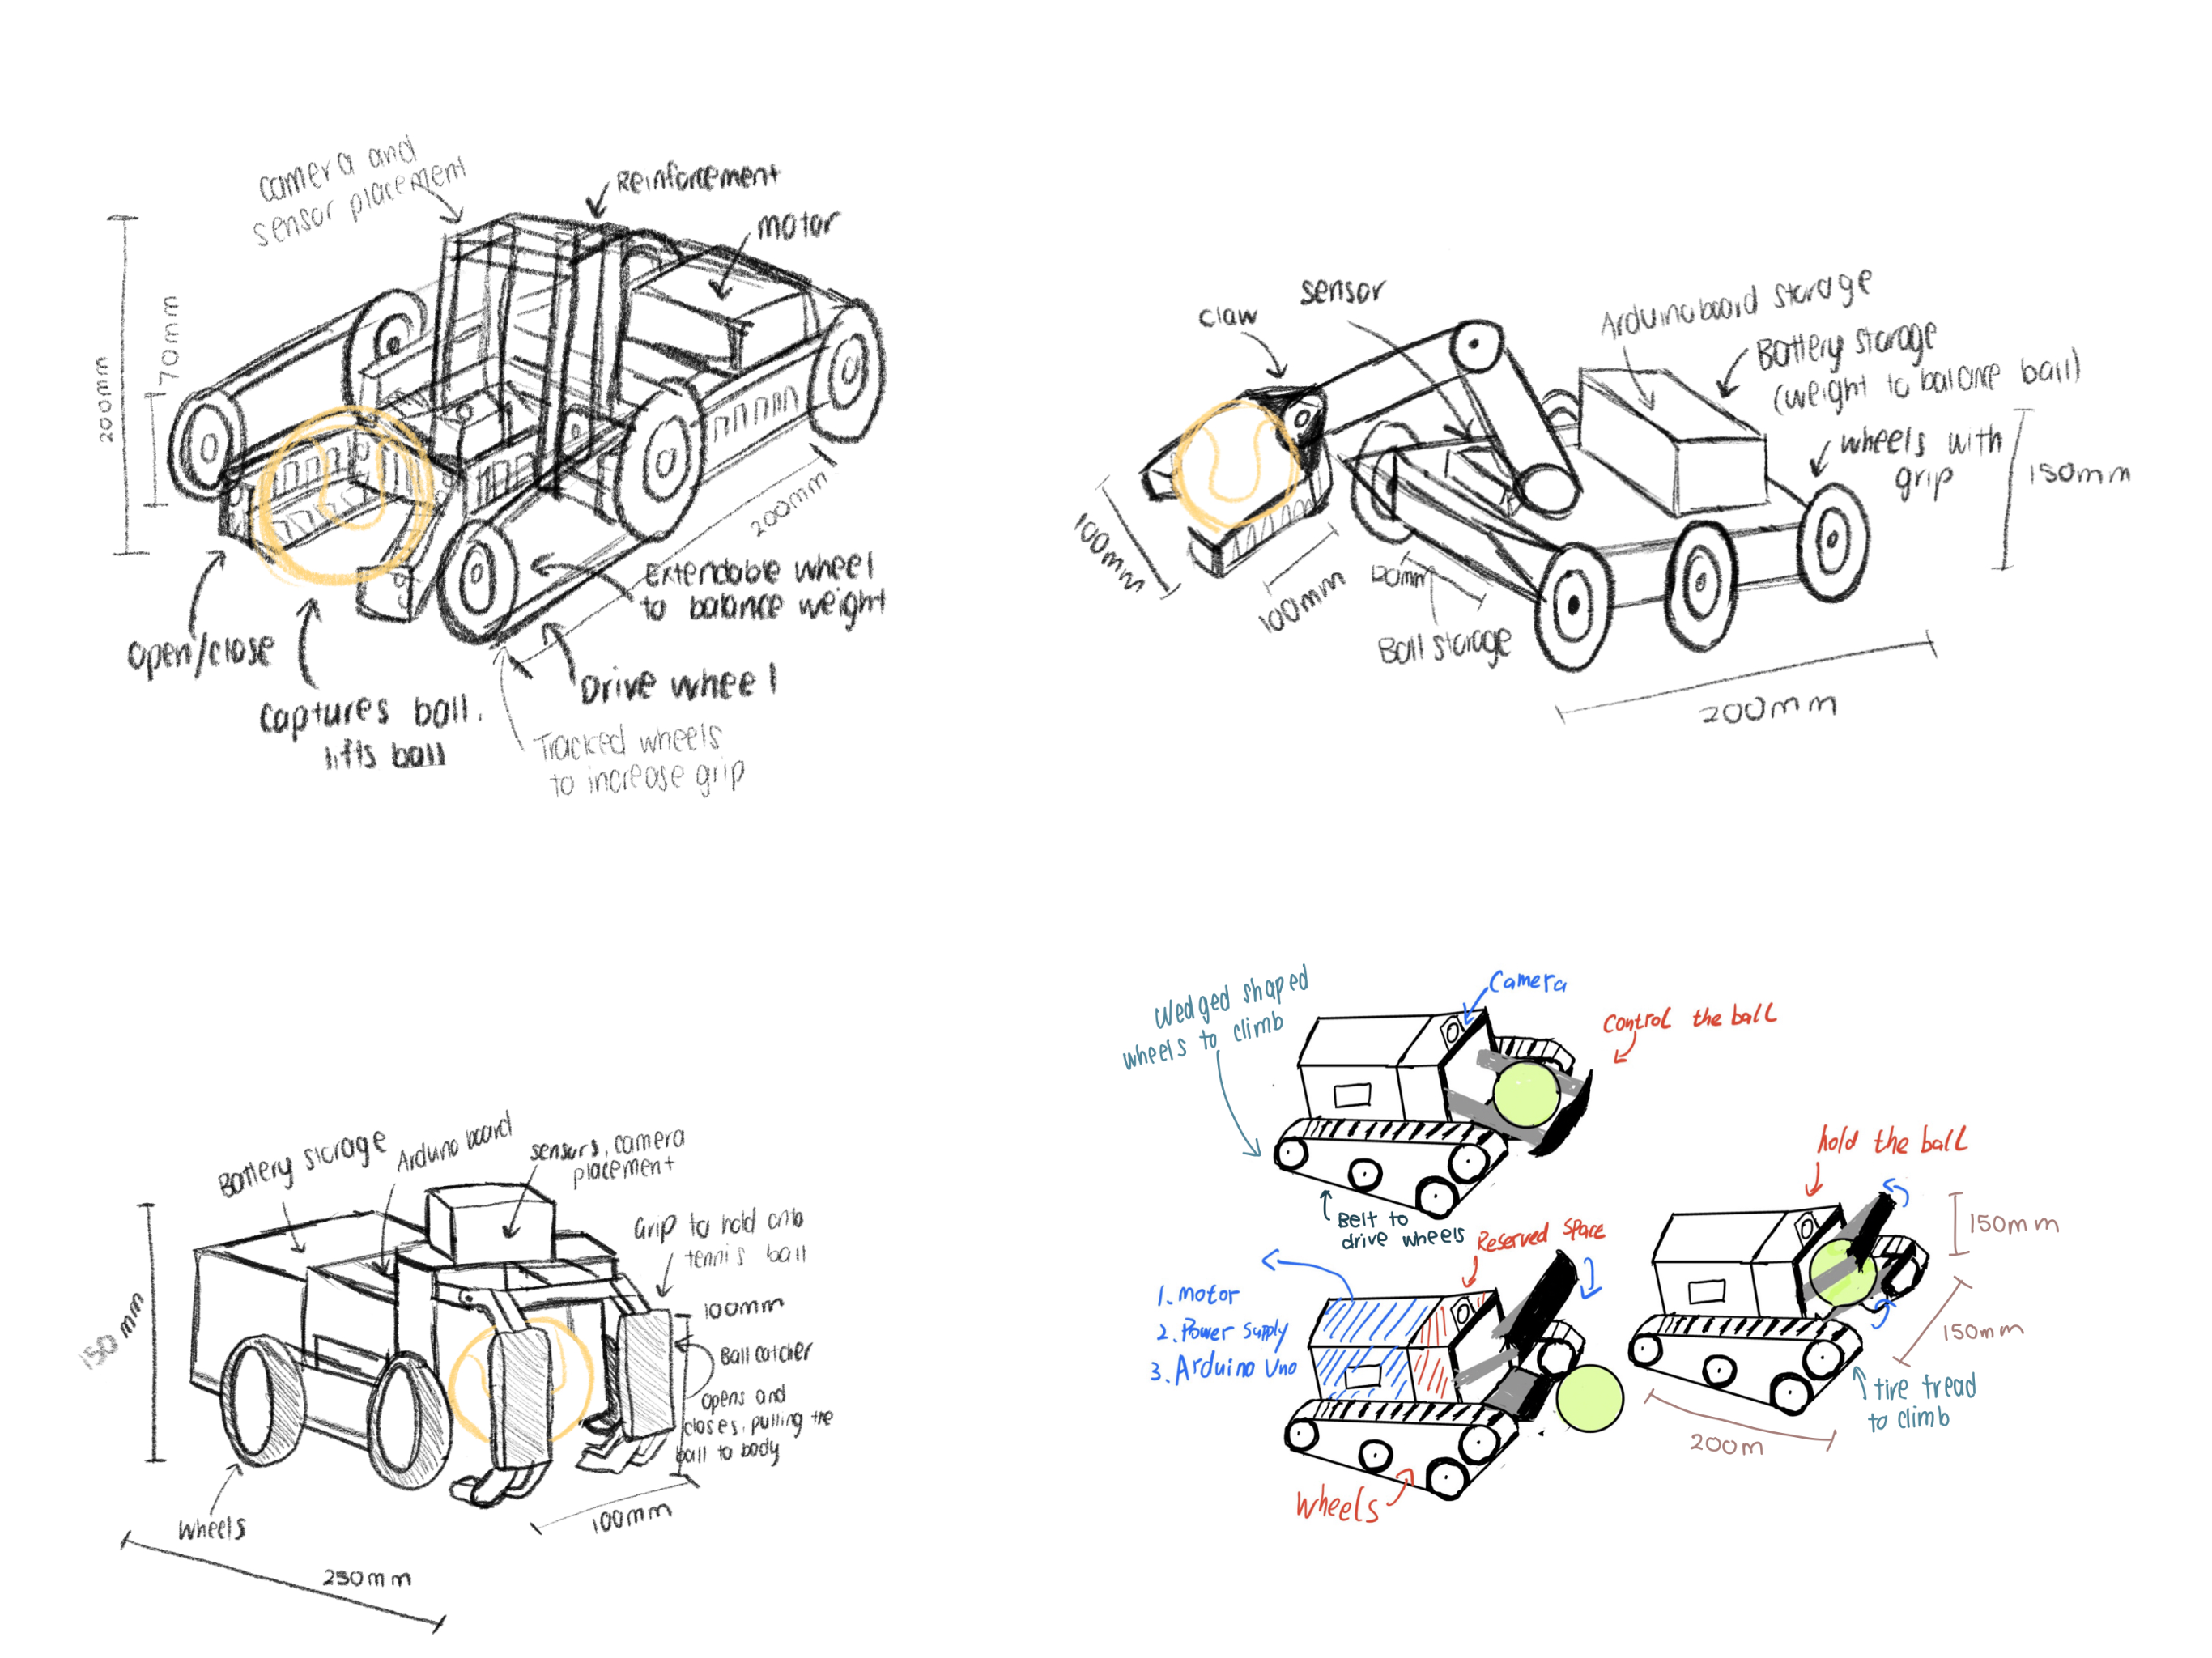 camera and
sensor placement
Reinforcement
motor
200mm
70mm
200mm
Extendable wheel
to balance weight
open/close
Captures ball.
lifts ball
Drive wheel
Tracked wheels
to increase grip
claw
sensor
Arduinoboard storage
Battery storage
(weight to balance ball)
wheels with
grip
150mm
100mm
100mm
120mm
Ball storage
200mm
Battery storage
Arduino board
sensors, camera
placement
Grip to hold onto
tennis ball
100mm
Ball catcher
opens and
closes, pulling the
ball to body
150mm
wheels
100mm
250mm
Wedged shaped
wheels to climb
Camera
Control the ball
Belt to
drive wheels
Reserved space
1. motor
2. Power supply
3. Arduino Uno
wheels
hold the ball
150mm
150mm
tire tread
to climb
200m